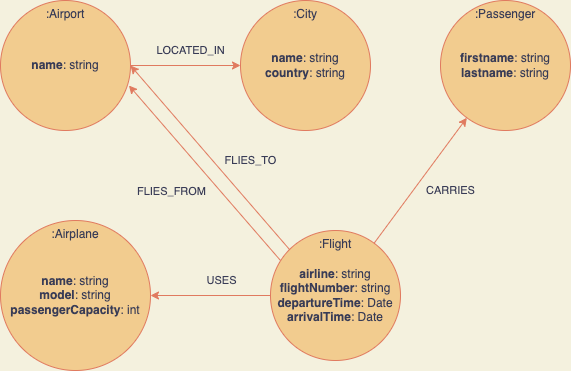 :Airport
name: string
LOCATED_IN
:City
name: string
country: string
:Passenger
firstname: string
lastname: string
FLIES_TO
FLIES_FROM
CARRIES
:Airplane
name: string
model: string
passengerCapacity: int
USES
:Flight
airline: string
flightNumber: string
departureTime: Date
arrivalTime: Date